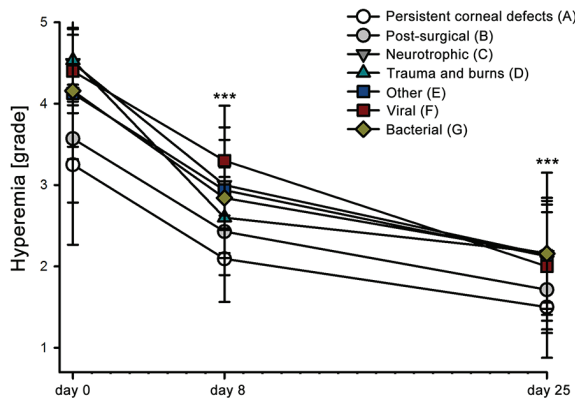 Persistent corneal defects (A)
Post-surgical (B)
Neurotrophic (C)
Trauma and burns (D)
Other (E)
Viral (F)
Bacterial (G)
Hyperemia [grade]
5
4
3
2
1
***
***
day 0
day 8
day 25